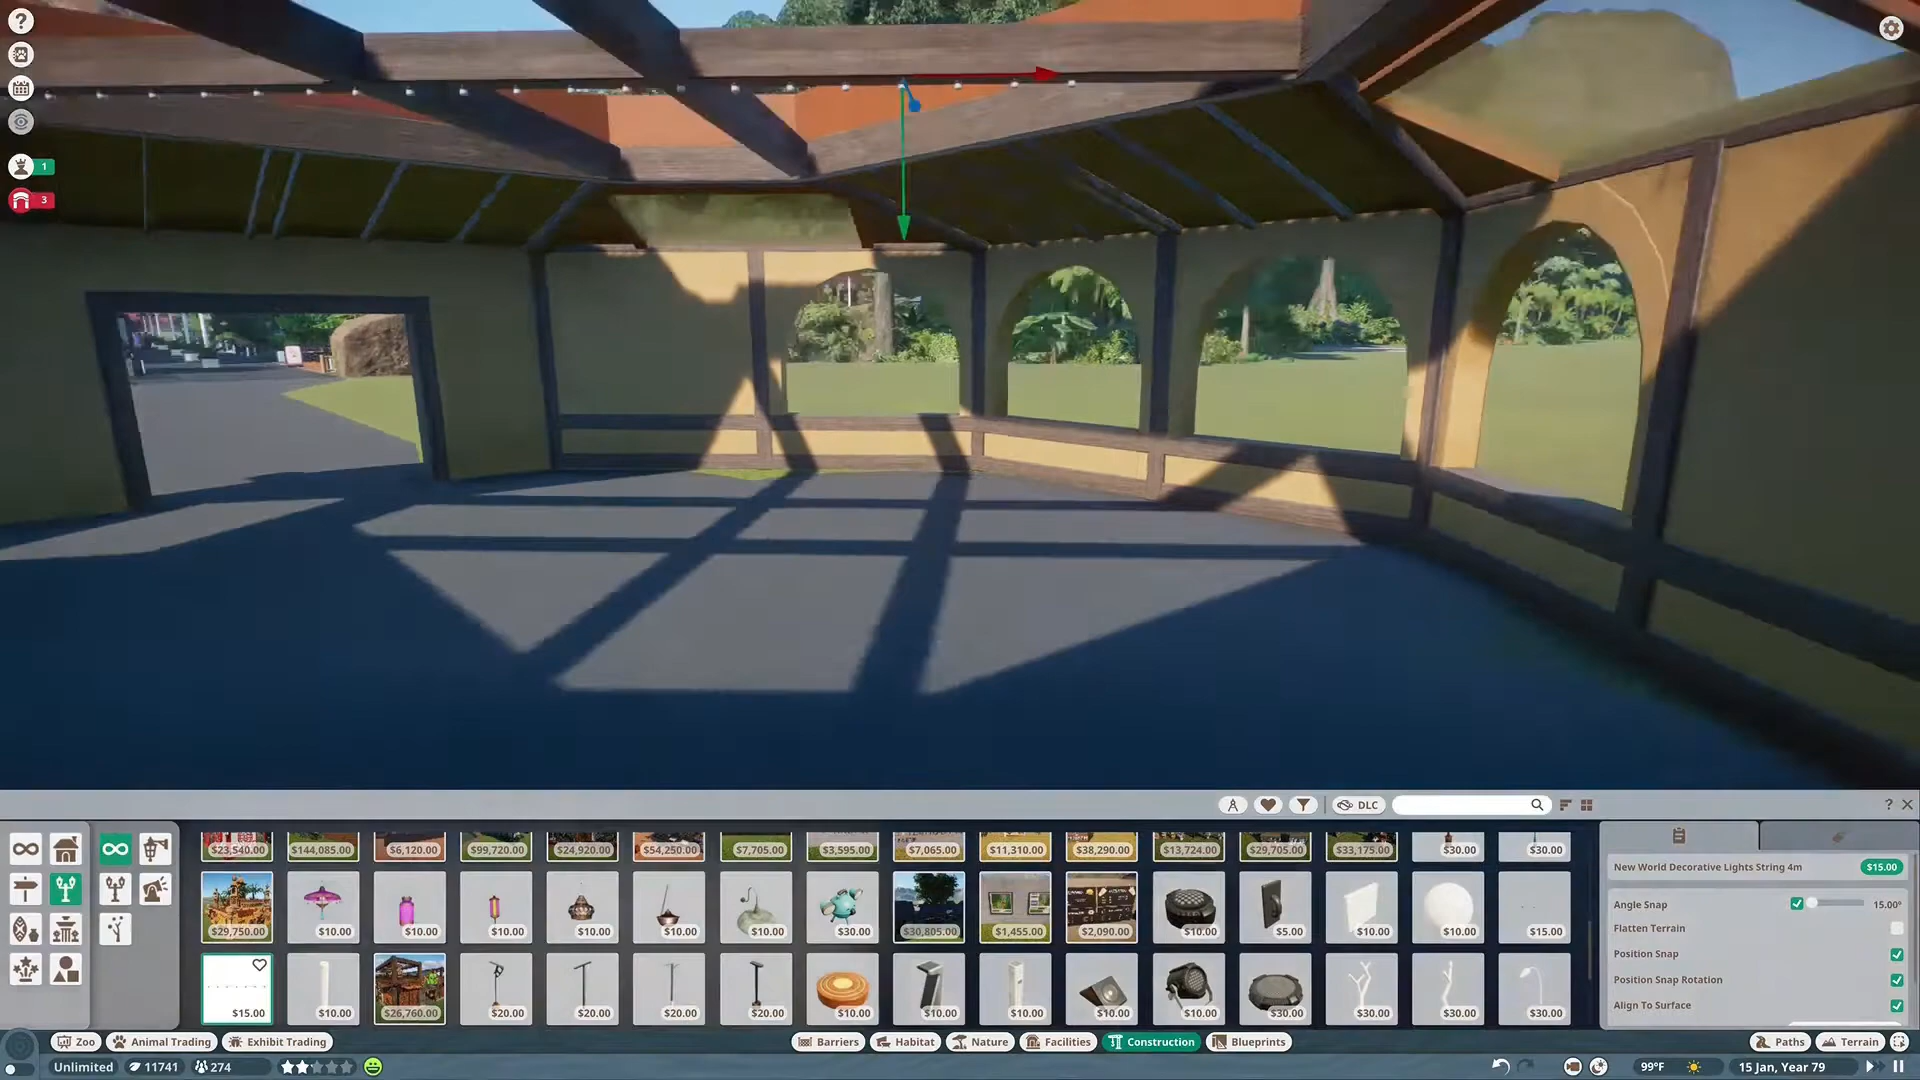 ?
1
3
DLC
?
$23,540.00 $144,085.00 $6,120.00 $99,720.00 $24,920.00 $54,250.00 $7,705.00 $3,595.00 $7,065.00 $11,310.00 $38,290.00 $13,724.00 $29,705.00 $33,175.00 $30.00 $30.00
$29,750.00 $10.00 $10.00 $10.00 $10.00 $10.00 $10.00 $30.00 $30,805.00 $1,455.00 $2,090.00 $10.00 $5.00 $10.00 $10.00 $15.00
$15.00 $10.00 $26,760.00 $20.00 $20.00 $20.00 $20.00 $10.00 $10.00 $10.00 $10.00 $10.00 $30.00 $30.00 $30.00 $30.00
New World Decorative Lights String 4m $15.00
Angle Snap 15.00°
Flatten Terrain
Position Snap
Position Snap Rotation
Align To Surface
Zoo Animal Trading Exhibit Trading Barriers Habitat Nature Facilities Construction Blueprints Paths Terrain
Unlimited 11741 274 99°F 15 Jan, Year 79